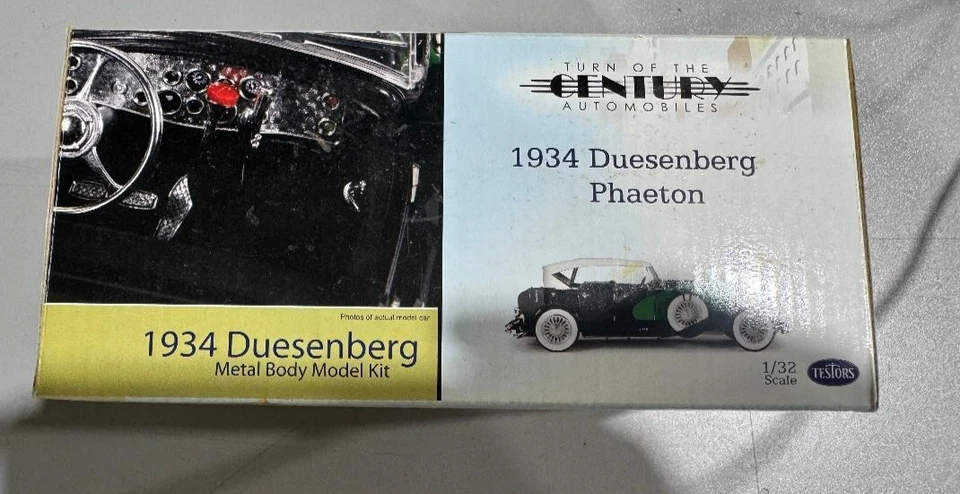 TURN OF THE
CENTURY
AUTOMOBILES
1934 Duesenberg
Phaeton
Photos of actual model car
1934 Duesenberg
Metal Body Model Kit
1/32
Scale
TESTORS